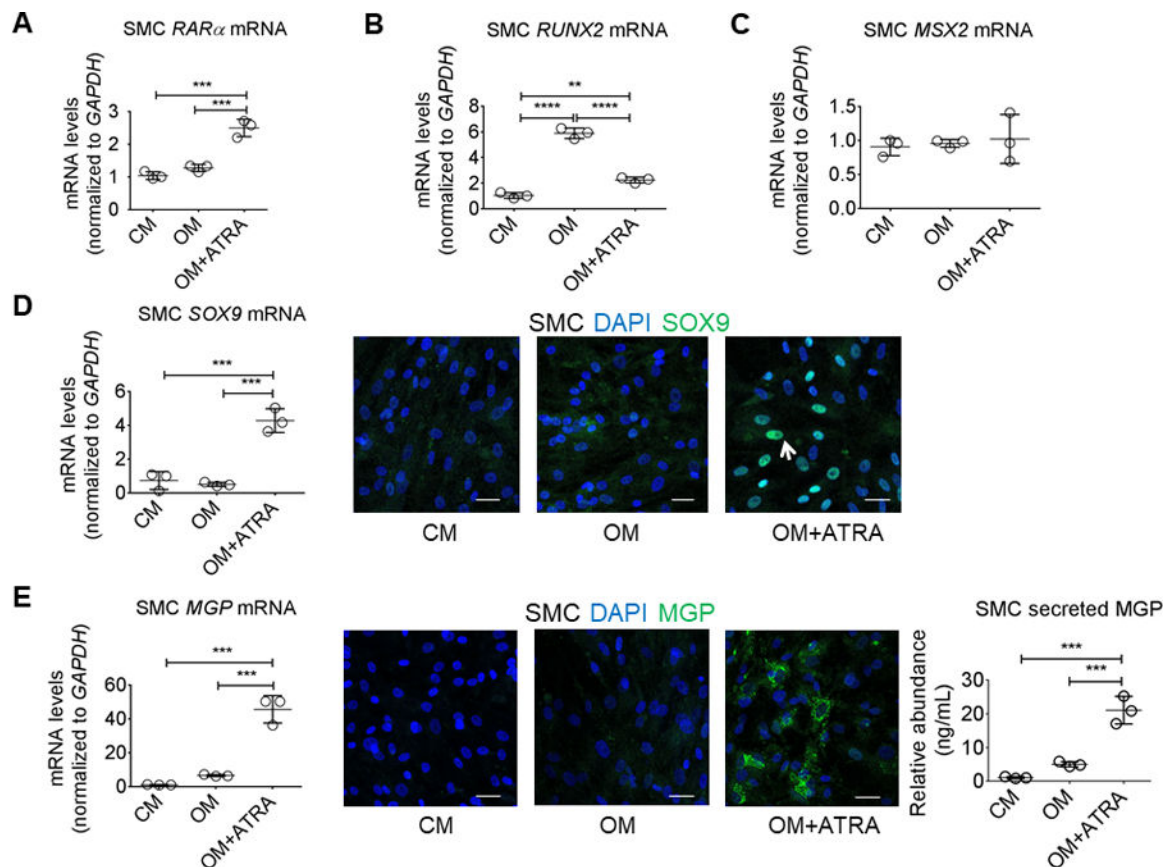 A
SMC RARα mRNA
mRNA levels
(normalized to GAPDH)
3
2
1
0
***
***
CM
OM
OM+ATRA
B
SMC RUNX2 mRNA
mRNA levels
(normalized to GAPDH)
10
8
6
4
2
0
**
**** ****
CM
OM
OM+ATRA
C
SMC MSX2 mRNA
mRNA levels
(normalized to GAPDH)
1.5
1.0
0.5
0.0
CM
OM
OM+ATRA
D
SMC SOX9 mRNA
mRNA levels
(normalized to GAPDH)
6
4
2
0
***
***
CM
OM
OM+ATRA
SMC DAPI SOX9
CM
OM
OM+ATRA
E
SMC MGP mRNA
mRNA levels
(normalized to GAPDH)
60
40
20
0
***
***
CM
OM
OM+ATRA
SMC DAPI MGP
CM
OM
OM+ATRA
SMC secreted MGP
Relative abundance
(ng/mL)
30
20
10
0
***
***
CM
OM
OM+ATRA